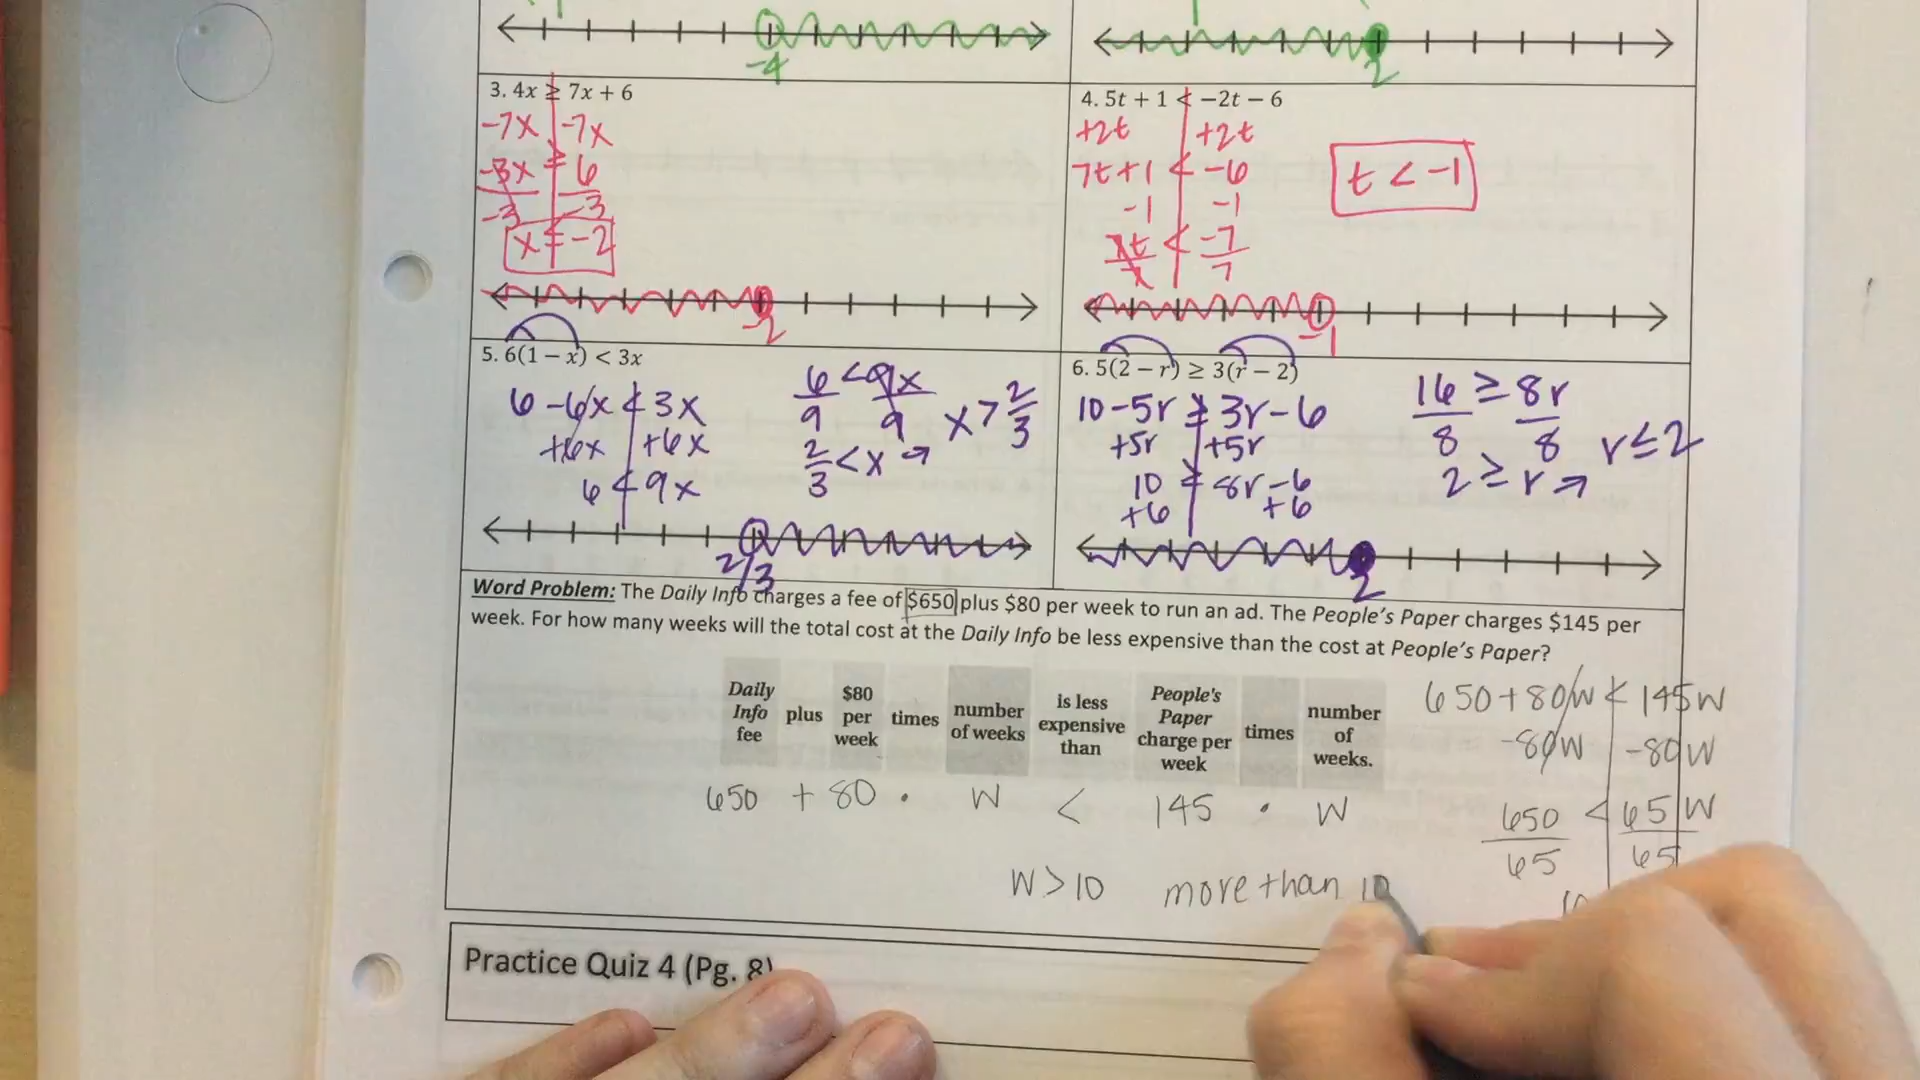 -4
2
3. 4x ≥ 7x + 6
-7x -7x
-3x ≥ 6
-3 -3
x ≤ -2
-2
4. 5t + 1 < −2t − 6
+2t +2t
7t+1 < -6
-1 -1
7t < -7
7 7
t < -1
-1
5. 6(1 − x) < 3x
6 -6x < 3x
+6x +6x
6 < 9x
6 < 9x
9 9
2/3 < x →
x > 2/3
2/3
6. 5(2 − r) ≥ 3(r − 2)
10 -5r ≥ 3r -6
+5r +5r
10 ≥ 8r -6
+6 +6
16 ≥ 8r
8 8
2 ≥ r →
r ≤ 2
2
Word Problem: The Daily Info charges a fee of $650 plus $80 per week to run an ad. The People's Paper charges $145 per
week. For how many weeks will the total cost at the Daily Info be less expensive than the cost at People's Paper?
Daily Info fee plus $80 per week times number of weeks is less expensive than People's Paper charge per week times number of weeks.
650 + 80 · W < 145 · W
650 + 80W < 145W
-80W -80W
650 < 65W
65 65
10
W > 10 more than 10
Practice Quiz 4 (Pg. 8)